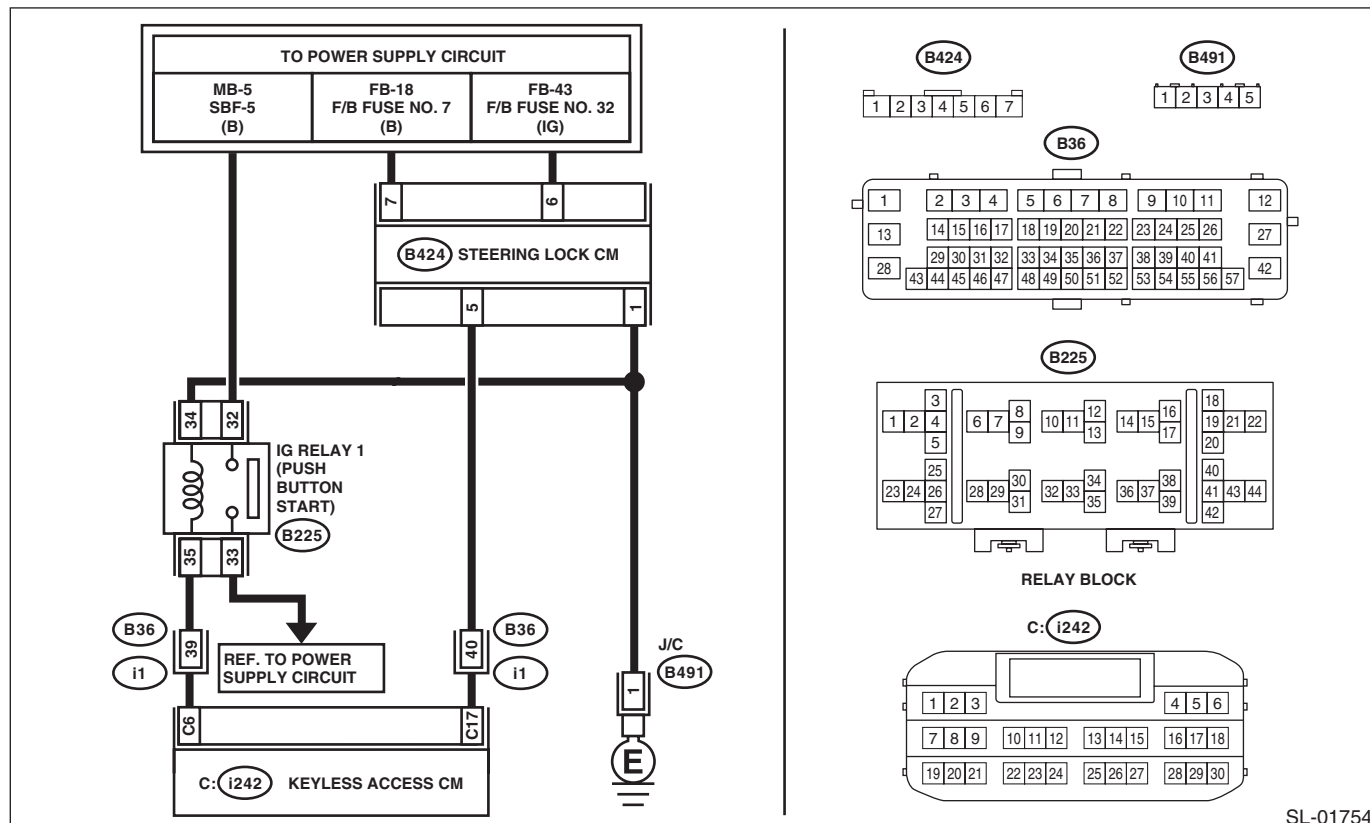 TO POWER SUPPLY CIRCUIT
MB-5
SBF-5
(B)
FB-18
F/B FUSE NO. 7
(B)
FB-43
F/B FUSE NO. 32
(IG)
7
6
B424 STEERING LOCK CM
5
1
34
32
IG RELAY 1
(PUSH
BUTTON
START)
B225
35
33
B36
39
i1
REF. TO POWER
SUPPLY CIRCUIT
40
B36
i1
J/C
B491
1
E
C6
C17
C: i242 KEYLESS ACCESS CM
B424
1 2 3 4 5 6 7
B491
1 2 3 4 5
B36
1 2 3 4 5 6 7 8 9 10 11 12
13 14 15 16 17 18 19 20 21 22 23 24 25 26 27
28 29 30 31 32 33 34 35 36 37 38 39 40 41 42
43 44 45 46 47 48 49 50 51 52 53 54 55 56 57
B225
3 8 12 16 18
1 2 4 6 7 10 11 14 15 19 21 22
5 9 13 17 20
25 30 34 38 40
23 24 26 28 29 32 33 36 37 41 43 44
27 31 35 39 42
RELAY BLOCK
C: i242
1 2 3 4 5 6
7 8 9 10 11 12 13 14 15 16 17 18
19 20 21 22 23 24 25 26 27 28 29 30
SL-01754